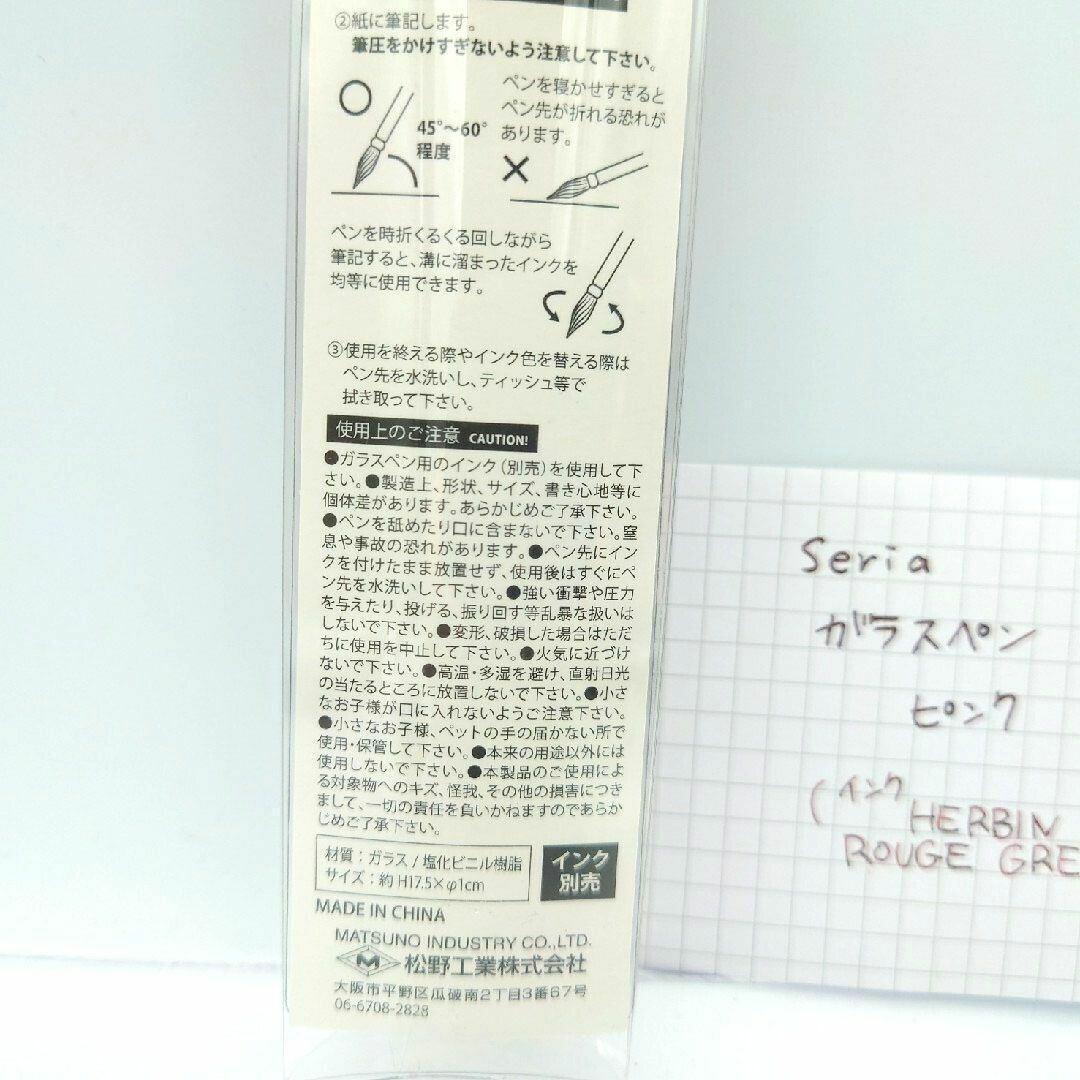 ②紙に筆記します。
筆圧をかけすぎないよう注意して下さい。
45°～60°
程度
ペンを寝かせすぎると
ペン先が折れる恐れが
あります。
ペンを時折くるくる回しながら
筆記すると、溝に溜まったインクを
均等に使用できます。
③使用を終える際やインク色を替える際は
ペン先を水洗いし、ティッシュ等で
拭き取って下さい。
使用上のご注意 CAUTION!
●ガラスペン用のインク(別売)を使用して下
さい。●製造上、形状、サイズ、書き心地等に
個体差があります。あらかじめご了承下さい。
●ペンを舐めたり口に含まないで下さい。窒
息や事故の恐れがあります。●ペン先にイン
クを付けたまま放置せず、使用後はすぐにペ
ン先を水洗いして下さい。●強い衝撃や圧力
を与えたり、投げる、振り回す等乱暴な扱いは
しないで下さい。●変形、破損した場合はただ
ちに使用を中止して下さい。●火気に近づけ
ないで下さい。●高温・多湿を避け、直射日光
の当たるところに放置しないで下さい。●小さ
なお子様が口に入れないようご注意下さい。
●小さなお子様、ペットの手の届かない所で
使用・保管して下さい。●本来の用途以外には
使用しないで下さい。●本製品のご使用によ
る対象物へのキズ、怪我、その他の損害につき
まして、一切の責任を負いかねますのであらか
じめご了承下さい。
材質：ガラス/塩化ビニル樹脂
サイズ：約H17.5×φ1cm
インク
別売
MADE IN CHINA
MATSUNO INDUSTRY CO.,LTD.
M 松野工業株式会社
大阪市平野区瓜破南2丁目3番67号
06-6708-2828
Seria
ガラスペン
ピンク
(インク
HERBIN
ROUGE GRE